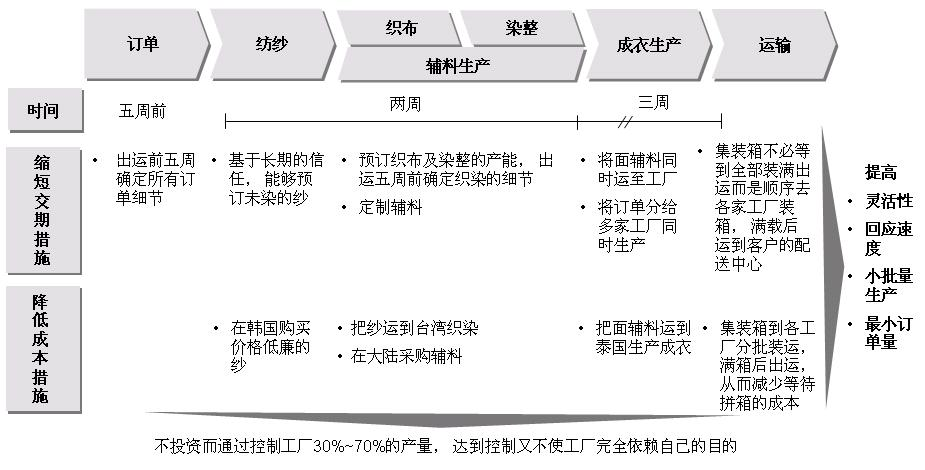 订单
纺纱
织布
染整
辅料生产
成衣生产
运输
时间
五周前
两周
三周
缩短交期措施
• 出运前五周
确定所有订
单细节
• 基于长期的信
任，能够预
订未染的纱
• 预订织布及染整的产能，出
运五周前确定织染的细节
• 定制辅料
• 将面辅料同
时运至工厂
• 将订单分给
多家工厂同
时生产
• 集装箱不必等
到全部装满出
运而是顺序去
各家工厂装
箱，满载后
运到客户的配
送中心
降低成本措施
• 在韩国购买
价格低廉的
纱
• 把纱运到台湾织染
• 在大陆采购辅料
• 把面辅料运到
泰国生产成衣
• 集装箱到各工
厂分批装运，
满箱后出运，
从而减少等待
拼箱的成本
提高
• 灵活性
• 回应速
度
• 小批量
生产
• 最小订
单量
不投资而通过控制工厂30%~70%的产量，达到控制又不使工厂完全依赖自己的目的